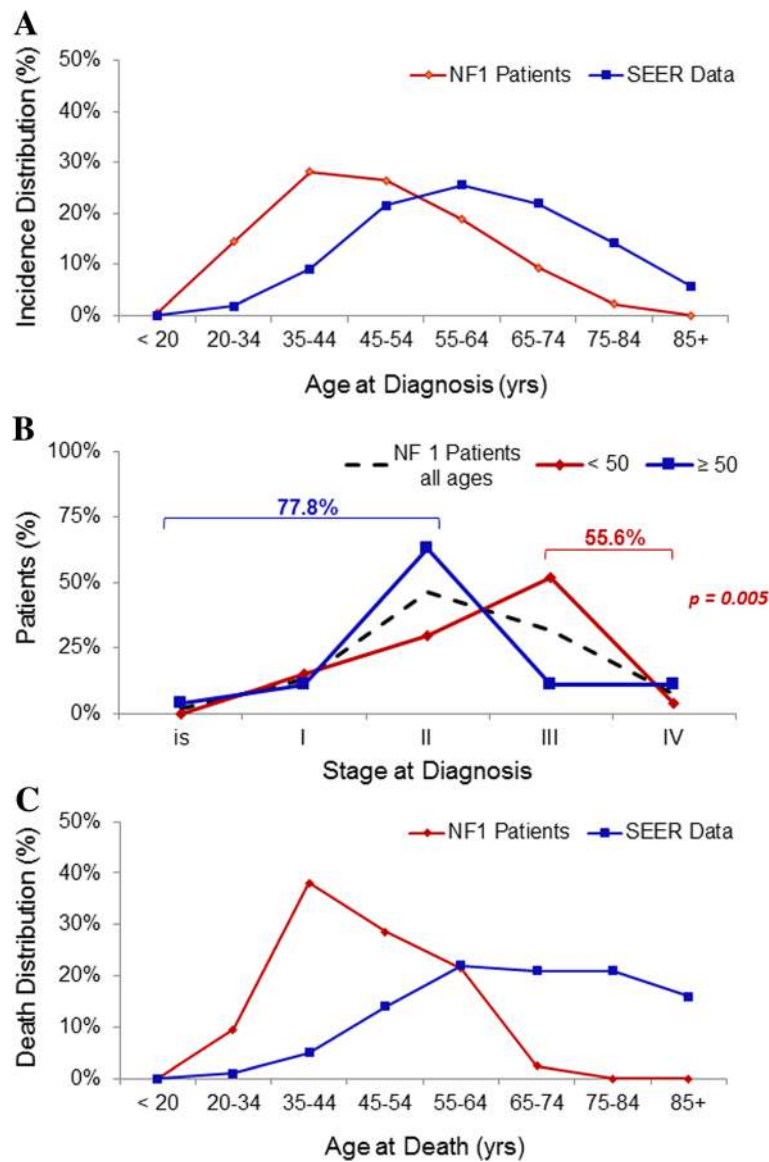 A
50%
40%
30%
20%
10%
0%
Incidence Distribution (%)
NF1 Patients
SEER Data
< 20
20-34
35-44
45-54
55-64
65-74
75-84
85+
Age at Diagnosis (yrs)
B
100%
75%
50%
25%
0%
Patients (%)
NF 1 Patients
all ages
< 50
≥ 50
77.8%
55.6%
p = 0.005
is
I
II
III
IV
Stage at Diagnosis
C
50%
40%
30%
20%
10%
0%
Death Distribution (%)
NF1 Patients
SEER Data
< 20
20-34
35-44
45-54
55-64
65-74
75-84
85+
Age at Death (yrs)